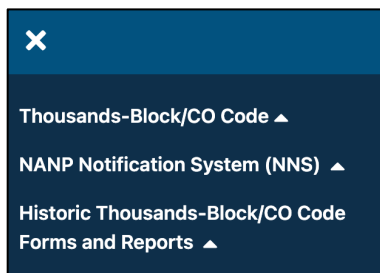 Thousands-Block/CO Code
NANP Notification System (NNS)
Historic Thousands-Block/CO Code
Forms and Reports